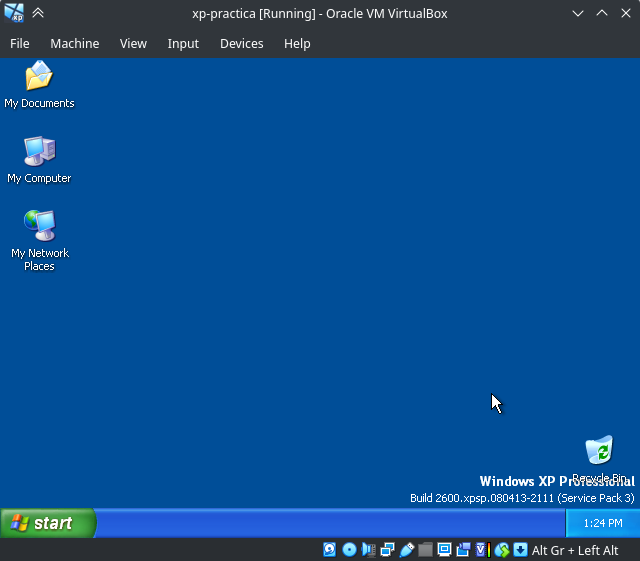 xp-practica [Running] - Oracle VM VirtualBox
File Machine View Input Devices Help
My Documents
My Computer
My Network
Places
Recycle Bin
Windows XP Professional
Build 2600.xpsp.080413-2111 (Service Pack 3)
start
1:24 PM
Alt Gr + Left Alt